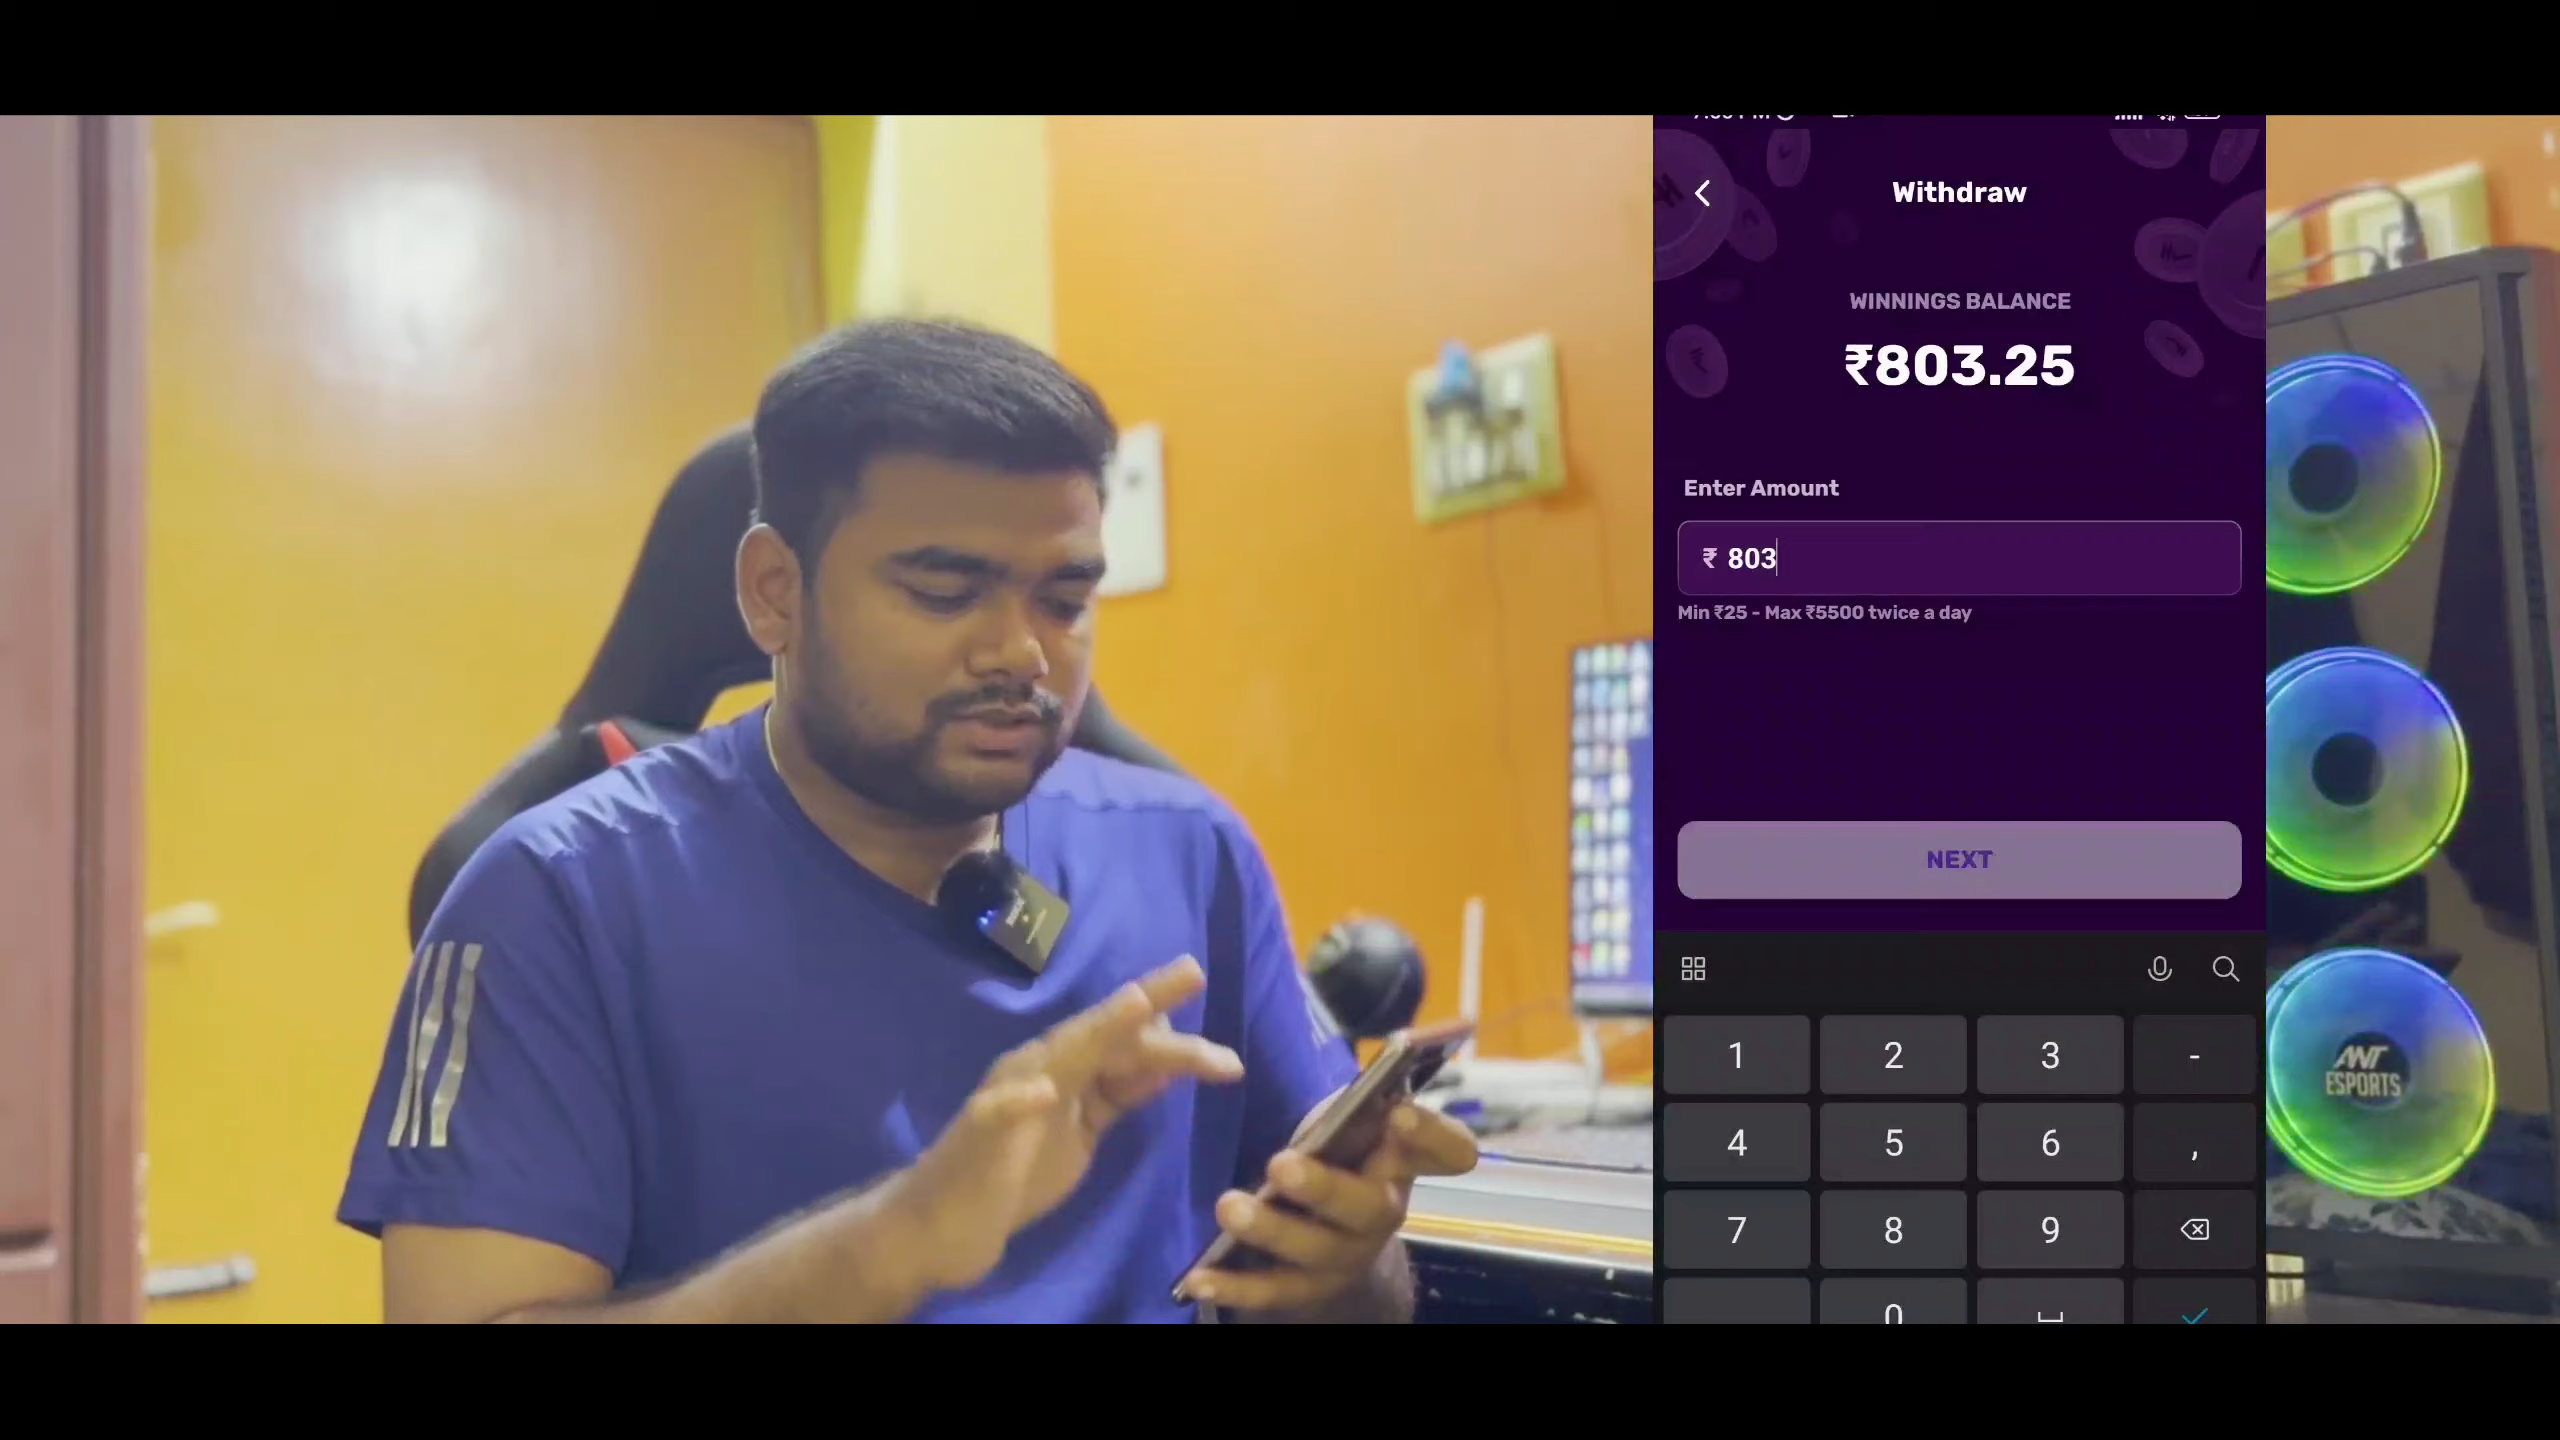 Withdraw
WINNINGS BALANCE
₹803.25
Enter Amount
₹ 803
Min ₹25 - Max ₹5500 twice a day
NEXT
1 2 3 -
4 5 6 ,
7 8 9
0
ANT
ESPORTS